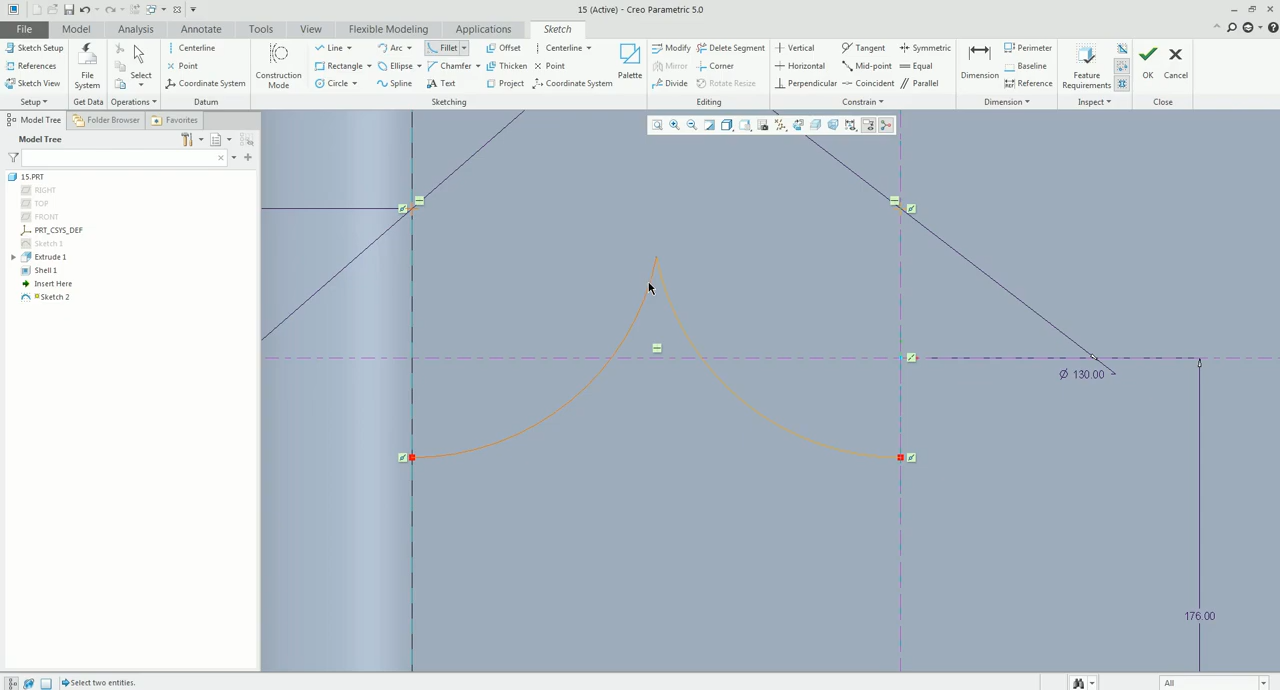 15 (Active) - Creo Parametric 5.0
File Model Analysis Annotate Tools View Flexible Modeling Applications Sketch
Sketch Setup
References
Sketch View
Setup
File System
Get Data
Select
Operations
Centerline
Point
Coordinate System
Datum
Construction Mode
Line Arc Fillet Offset Centerline
Rectangle Ellipse Chamfer Thicken Point
Circle Spline Text Project Coordinate System
Palette
Sketching
Modify Delete Segment
Mirror Corner
Divide Rotate Resize
Editing
Vertical Tangent Symmetric
Horizontal Mid-point Equal
Perpendicular Coincident Parallel
Constrain
Dimension
Perimeter
Baseline
Reference
Dimension
Feature Requirements
Inspect
OK
Cancel
Close
Model Tree Folder Browser Favorites
Model Tree
15.PRT
RIGHT
TOP
FRONT
PRT_CSYS_DEF
Sketch 1
Extrude 1
Shell 1
Insert Here
Sketch 2
Ø 130.00
176.00
Select two entities.
All